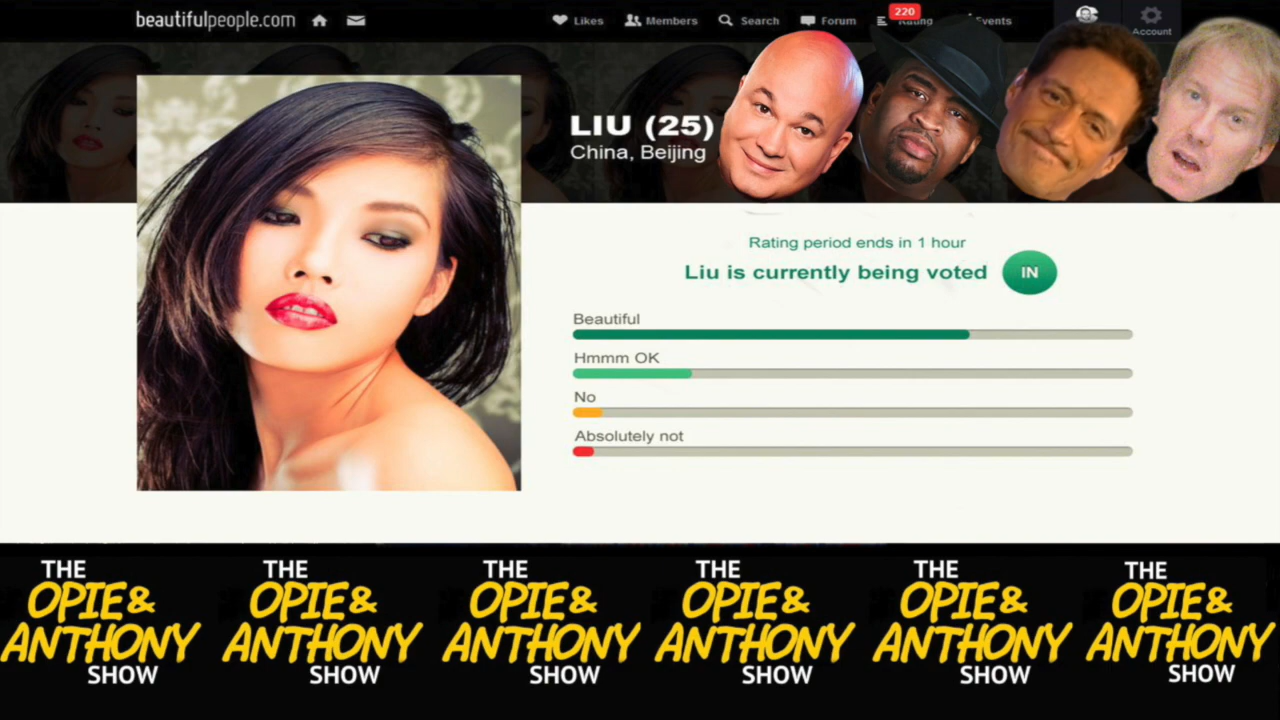 beautifulpeople.com
Likes
Members
Search
Forum
220
Rating
Events
Account
LIU (25)
China, Beijing
Rating period ends in 1 hour
Liu is currently being voted IN
Beautiful
Hmmm OK
No
Absolutely not
THE OPIE & ANTHONY SHOW
THE OPIE & ANTHONY SHOW
THE OPIE & ANTHONY SHOW
THE OPIE & ANTHONY SHOW
THE OPIE & ANTHONY SHOW
THE OPIE & ANTHONY SHOW